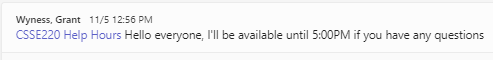 Wyness, Grant 11/5 12:56 PM
CSSE220 Help Hours Hello everyone, I'll be available until 5:00PM if you have any questions